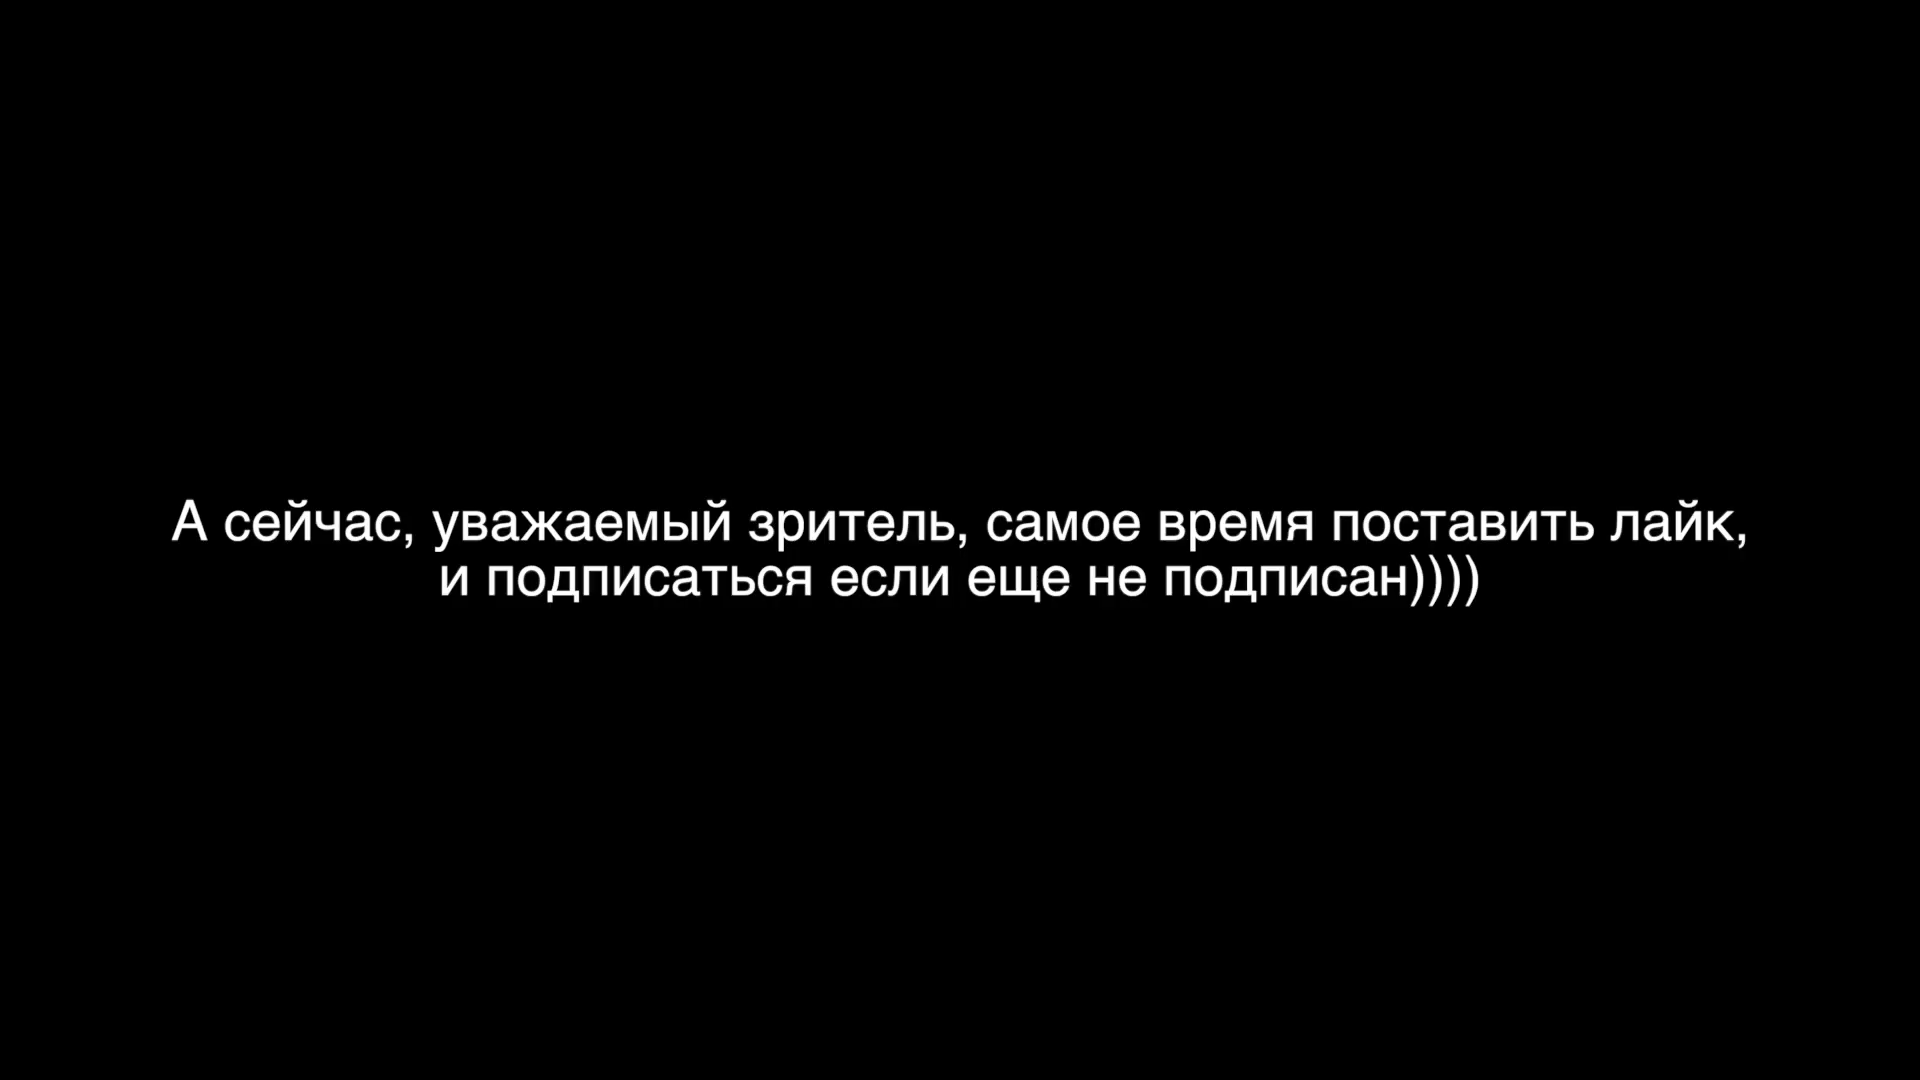 А сейчас, уважаемый зритель, самое время поставить лайк,
и подписаться если еще не подписан))))